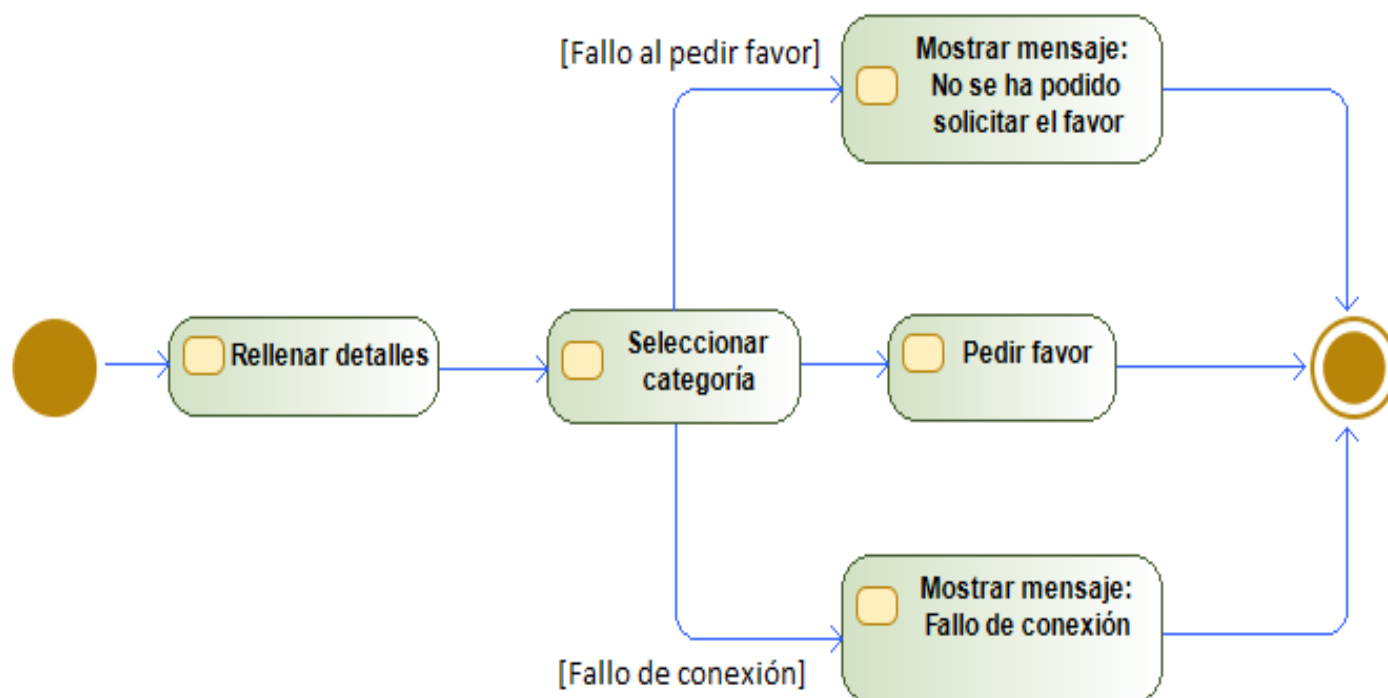 [Fallo al pedir favor]
Mostrar mensaje:
No se ha podido
solicitar el favor
Rellenar detalles
Seleccionar
categoría
Pedir favor
Mostrar mensaje:
Fallo de conexión
[Fallo de conexión]